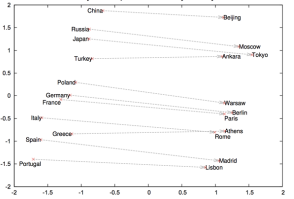 2
1.5
1
0.5
0
-0.5
-1
-1.5
-2
China
Beijing
Russia
Japan
Moscow
Tokyo
Turkey
Ankara
Poland
Germany
France
Warsaw
Berlin
Paris
Italy
Greece
Athens
Rome
Spain
Madrid
Portugal
Lisbon
-2 -1.5 -1 -0.5 0 0.5 1 1.5 2